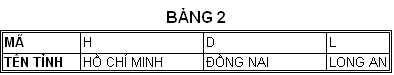 BẢNG 2
MÃ H D L
TÊN TỈNH HỒ CHÍ MINH ĐỒNG NAI LONG AN